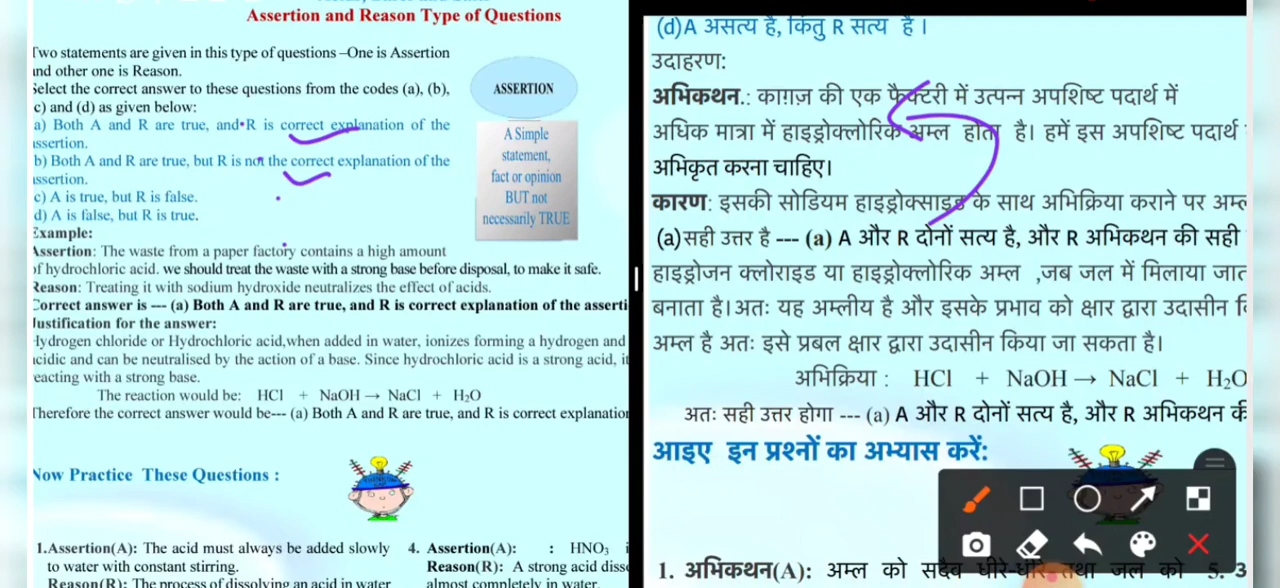 Assertion and Reason Type of Questions
Two statements are given in this type of questions –One is Assertion
and other one is Reason.
Select the correct answer to these questions from the codes (a), (b),
c) and (d) as given below:
a) Both A and R are true, and R is correct explanation of the
assertion.
b) Both A and R are true, but R is not the correct explanation of the
assertion.
c) A is true, but R is false.
d) A is false, but R is true.
ASSERTION
A Simple
statement,
fact or opinion
BUT not
necessarily TRUE
Example:
Assertion: The waste from a paper factory contains a high amount
of hydrochloric acid. we should treat the waste with a strong base before disposal, to make it safe.
Reason: Treating it with sodium hydroxide neutralizes the effect of acids.
Correct answer is --- (a) Both A and R are true, and R is correct explanation of the asserti
Justification for the answer:
Hydrogen chloride or Hydrochloric acid,when added in water, ionizes forming a hydrogen and
acidic and can be neutralised by the action of a base. Since hydrochloric acid is a strong acid, it
reacting with a strong base.
The reaction would be: HCl + NaOH → NaCl + H₂O
Therefore the correct answer would be--- (a) Both A and R are true, and R is correct explanation
Now Practice These Questions :
1.Assertion(A): The acid must always be added slowly
to water with constant stirring.
Reason(R): The process of dissolving an acid in water
4. Assertion(A): : HNO₃ i
Reason(R): A strong acid disso
almost completely in water.
(d)A असत्य है, किंतु R सत्य है ।
उदाहरण:
अभिकथन.: काग़ज़ की एक फैक्टरी में उत्पन्न अपशिष्ट पदार्थ में
अधिक मात्रा में हाइड्रोक्लोरिक अम्ल होता है। हमें इस अपशिष्ट पदार्थ
अभिकृत करना चाहिए।
कारण: इसकी सोडियम हाइड्रोक्साइड के साथ अभिक्रिया कराने पर अम्ल
(a)सही उत्तर है --- (a) A और R दोनों सत्य है, और R अभिकथन की सही
हाइड्रोजन क्लोराइड या हाइड्रोक्लोरिक अम्ल ,जब जल में मिलाया जात
बनाता है।अतः यह अम्लीय है और इसके प्रभाव को क्षार द्वारा उदासीन
अम्ल है अतः इसे प्रबल क्षार द्वारा उदासीन किया जा सकता है।
अभिक्रिया : HCl + NaOH → NaCl + H₂O
अतः सही उत्तर होगा --- (a) A और R दोनों सत्य है, और R अभिकथन की
आइए इन प्रश्नों का अभ्यास करें:
1. अभिकथन(A): अम्ल को सदैव धीरे-धीरे तथा जल को 5. 3